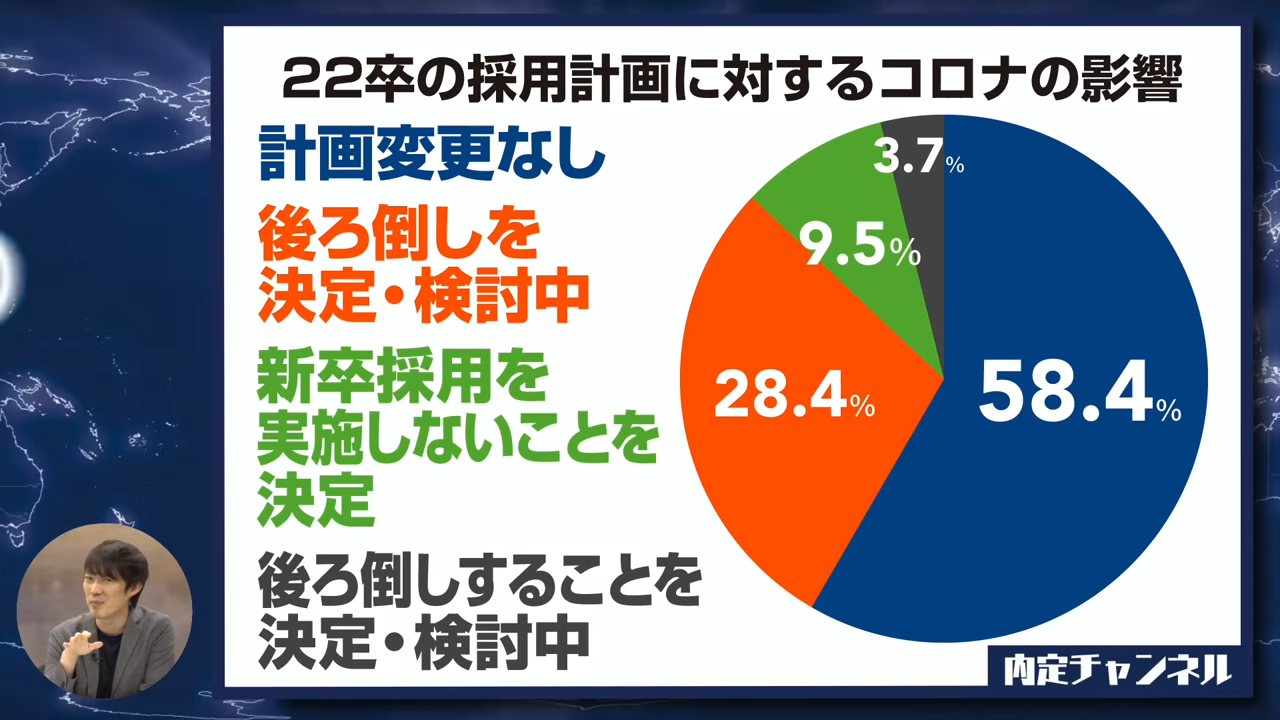 22卒の採用計画に対するコロナの影響
計画変更なし
後ろ倒しを
決定・検討中
新卒採用を
実施しないことを
決定
後ろ倒しすることを
決定・検討中
3.7%
9.5%
28.4%
58.4%
内定チャンネル